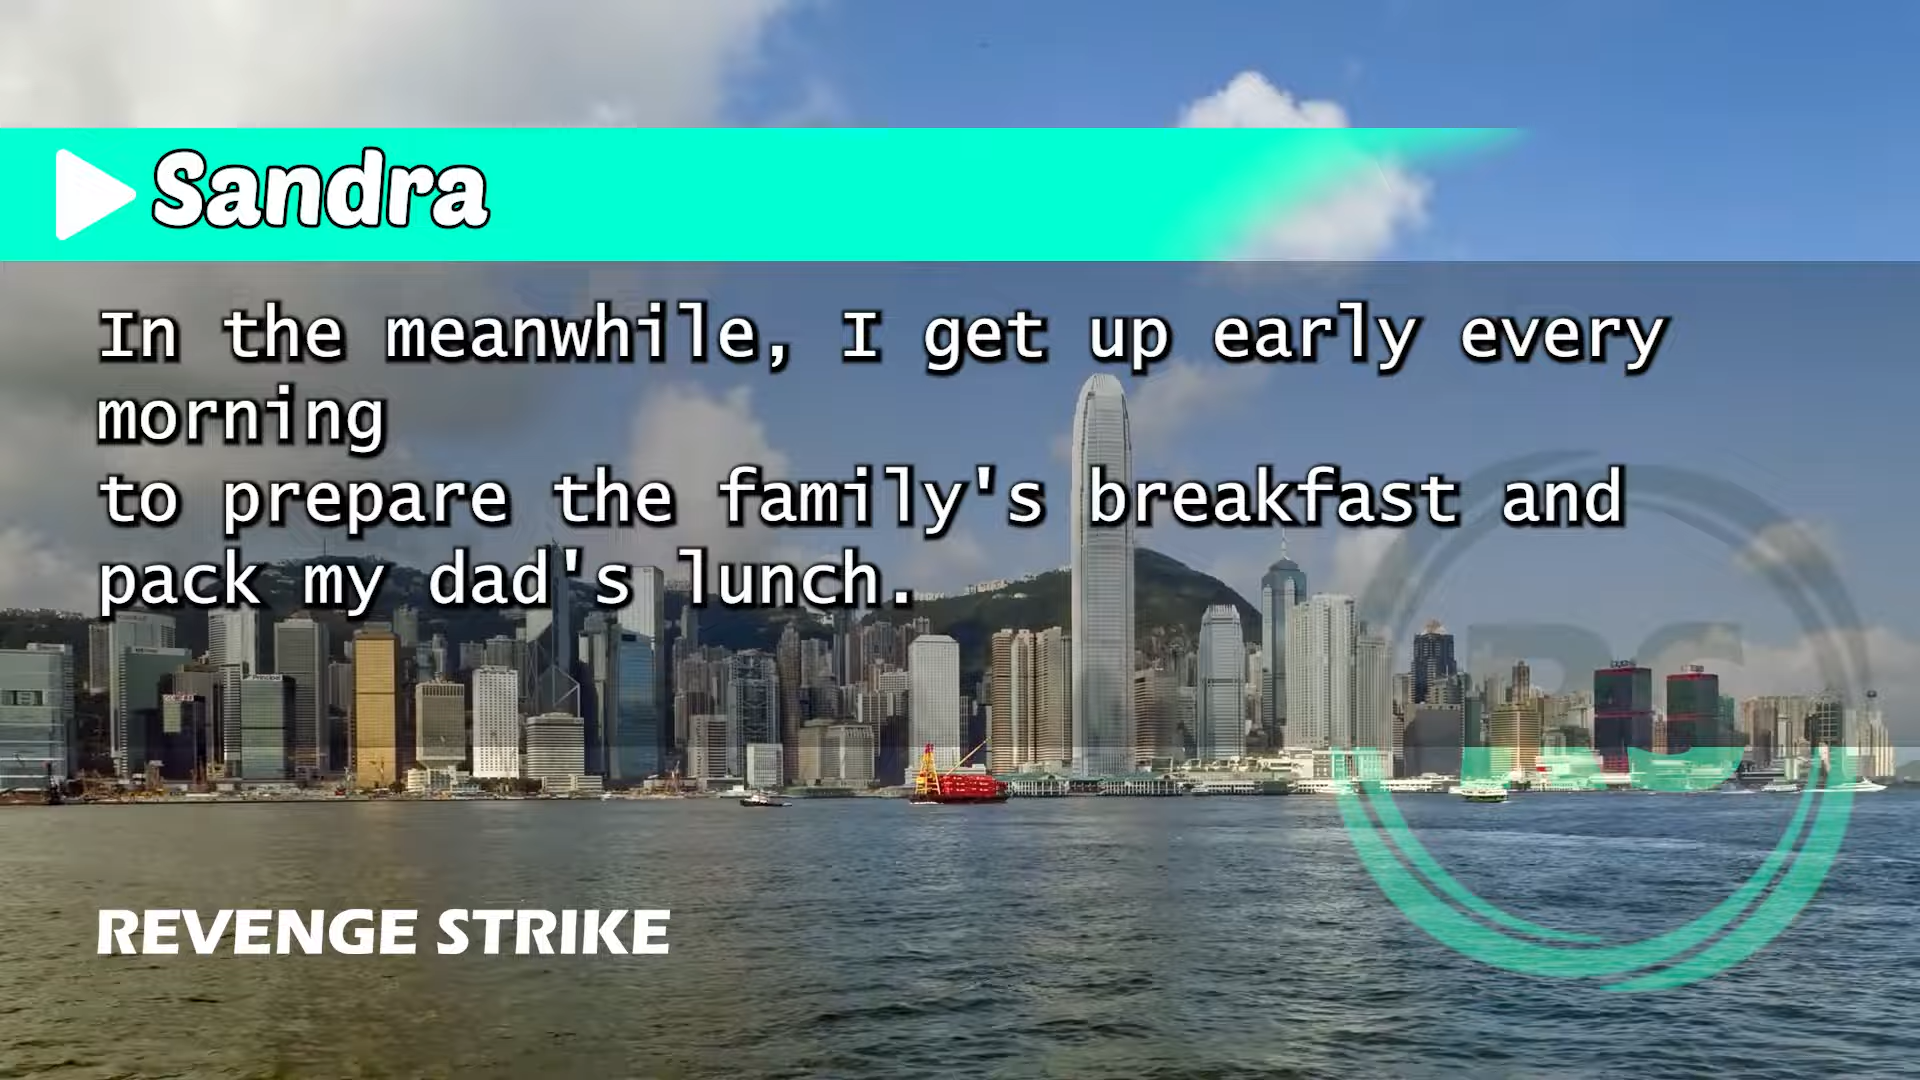 Sandra
In the meanwhile, I get up early every
morning
to prepare the family's breakfast and
pack my dad's lunch.
RS
REVENGE STRIKE